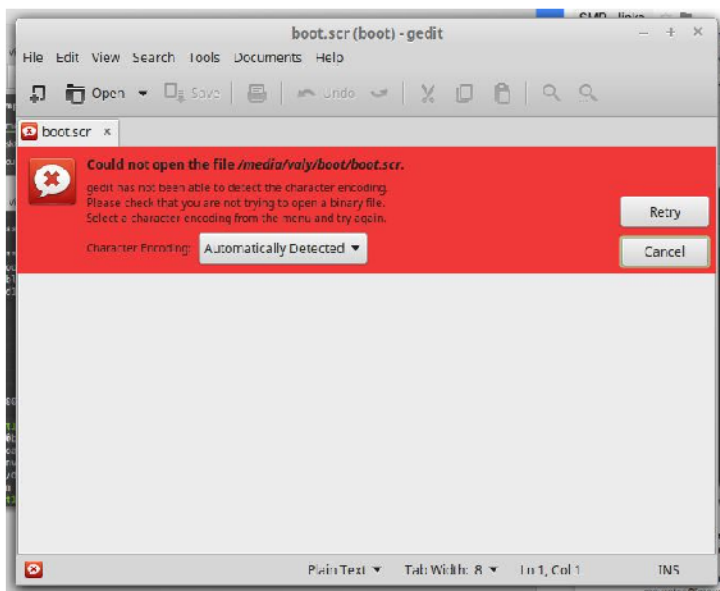 boot.scr (boot) - gedit
File Edit View Search Tools Documents Help
Open Save Undo
boot.scr ×
Could not open the file /media/valy/boot/boot.scr.
gedit has not been able to detect the character encoding.
Please check that you are not trying to open a binary file.
Select a character encoding from the menu and try again.
Retry
Character Encoding: Automatically Detected
Cancel
Plain Text Tab Width: 8 Ln 1, Col 1 INS